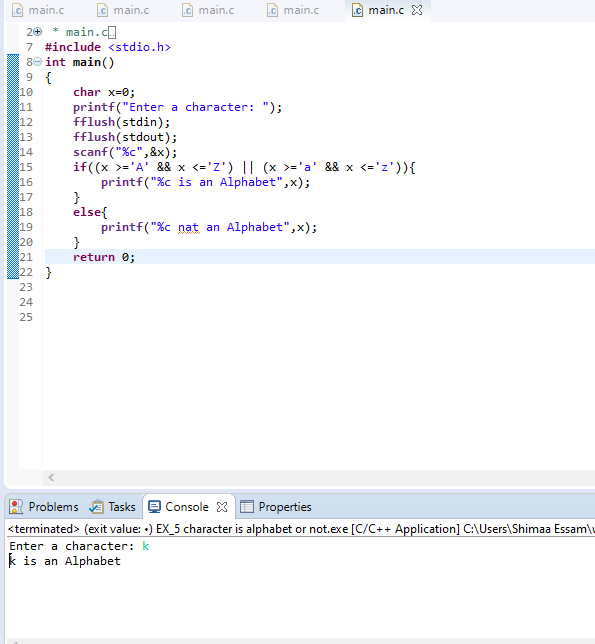 main.c main.c main.c main.c main.c
2 * main.c
7 #include <stdio.h>
8 int main()
9 {
10 char x=0;
11 printf("Enter a character: ");
12 fflush(stdin);
13 fflush(stdout);
14 scanf("%c",&x);
15 if((x >='A' && x <='Z') || (x >='a' && x <='z')){
16 printf("%c is an Alphabet",x);
17 }
18 else{
19 printf("%c nat an Alphabet",x);
20 }
21 return 0;
22 }
23
24
25
Problems Tasks Console Properties
<terminated> (exit value: •) EX_5 character is alphabet or not.exe [C/C++ Application] C:\Users\Shimaa Essam\
Enter a character: k
k is an Alphabet